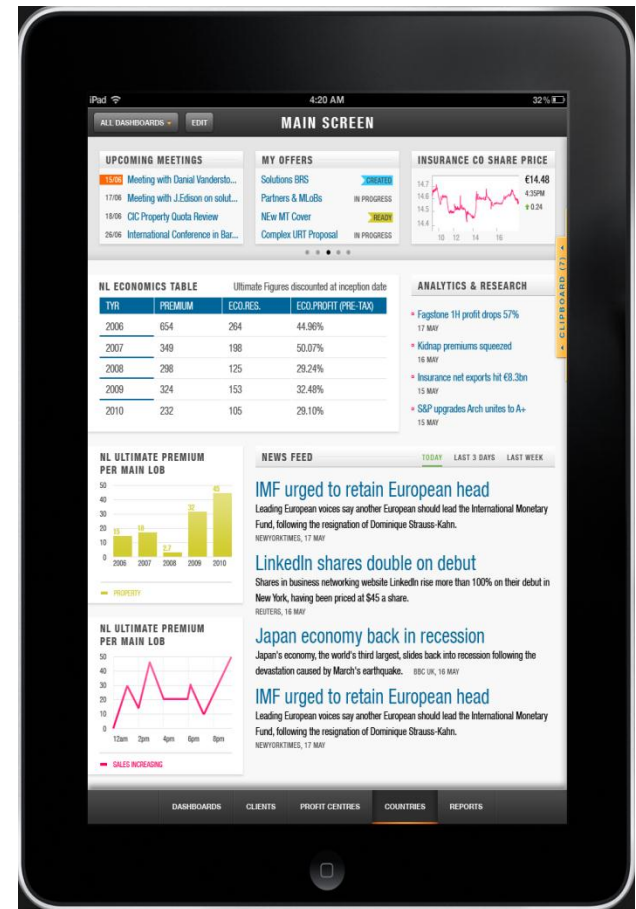 iPad
4:20 AM
32%
ALL DASHBOARDS
EDIT
MAIN SCREEN
UPCOMING MEETINGS
15/06 Meeting with Danial Vandersto...
17/06 Meeting with J.Edison on solut...
18/06 CIC Property Quota Review
26/06 International Conference in Bar...
MY OFFERS
Solutions BRS CREATED
Partners & MLoBs IN PROGRESS
NEw MT Cover READY
Complex URT Proposal IN PROGRESS
INSURANCE CO SHARE PRICE
14.7
14.6
14.5
14.4
10 12 14 16
€14.48
4:35PM
0.24
CLIPBOARD (7)
NL ECONOMICS TABLE Ultimate Figures discounted at inception date
TYR PREMIUM ECO.RES. ECO.PROFIT (PRE-TAX)
2006 654 264 44.96%
2007 349 198 50.07%
2008 298 125 29.24%
2009 324 153 32.48%
2010 232 105 29.10%
ANALYTICS & RESEARCH
Fagstone 1H profit drops 57%
17 MAY
Kidnap premiums squeezed
16 MAY
Insurance net exports hit €8.3bn
15 MAY
S&P upgrades Arch unites to A+
15 MAY
NL ULTIMATE PREMIUM
PER MAIN LOB
50
40
30
20
10
0
15 18 2.7 32 45
2006 2007 2008 2009 2010
PROPERTY
NL ULTIMATE PREMIUM
PER MAIN LOB
50
40
30
20
10
0
12am 2pm 4pm 6pm 8pm
SALES INCREASING
NEWS FEED
TODAY LAST 3 DAYS LAST WEEK
IMF urged to retain European head
Leading European voices say another European should lead the International Monetary
Fund, following the resignation of Dominique Strauss-Kahn.
NEWYORKTIMES, 17 MAY
LinkedIn shares double on debut
Shares in business networking website LinkedIn rise more than 100% on their debut in
New York, having been priced at $45 a share.
REUTERS, 16 MAY
Japan economy back in recession
Japan's economy, the world's third largest, slides back into recession following the
devastation caused by March's earthquake. BBC UK, 16 MAY
IMF urged to retain European head
Leading European voices say another European should lead the International Monetary
Fund, following the resignation of Dominique Strauss-Kahn.
NEWYORKTIMES, 17 MAY
DASHBOARDS CLIENTS PROFIT CENTRES COUNTRIES REPORTS